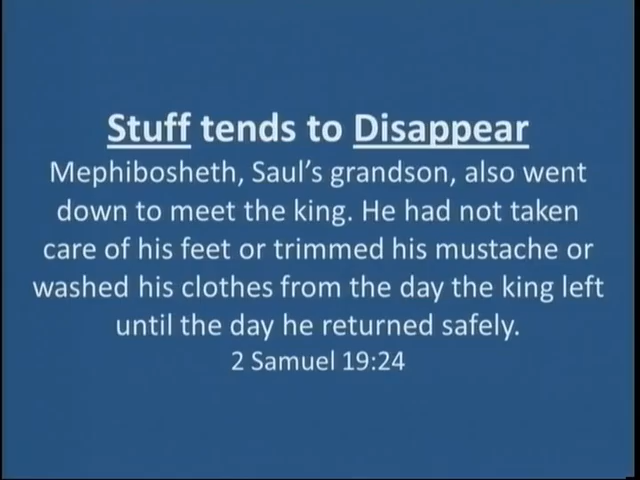 Stuff tends to Disappear
Mephibosheth, Saul’s grandson, also went
down to meet the king. He had not taken
care of his feet or trimmed his mustache or
washed his clothes from the day the king left
until the day he returned safely.
2 Samuel 19:24